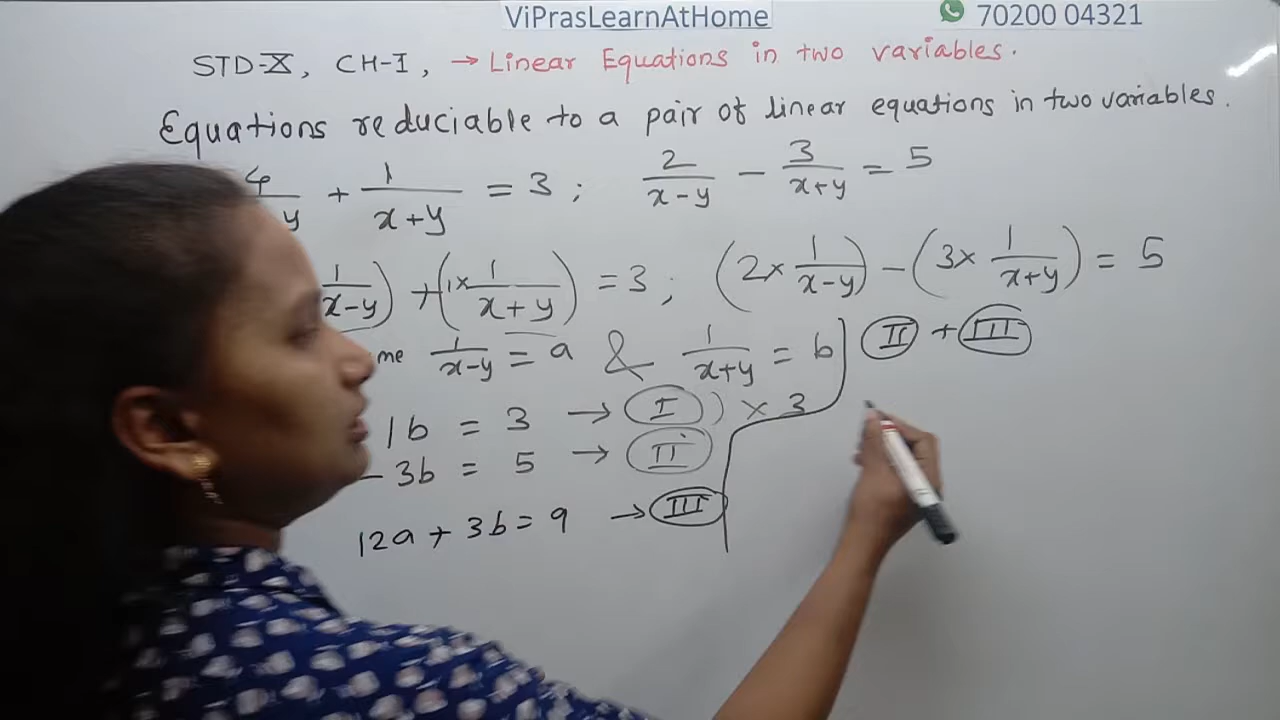 ViPrasLearnAtHome 70200 04321
STD-X, CH-I, → Linear Equations in two variables.
Equations reduciable to a pair of linear equations in two variables.
4/ y + 1/(x+y) = 3 ; 2/(x-y) - 3/(x+y) = 5
1/(x-y)) + (1× 1/(x+y)) = 3 ; (2× 1/(x-y)) - (3× 1/(x+y)) = 5
me 1/(x-y) = a & 1/(x+y) = b
II + III
1b = 3 → I) × 3
- 3b = 5 → II
12a + 3b = 9 → III